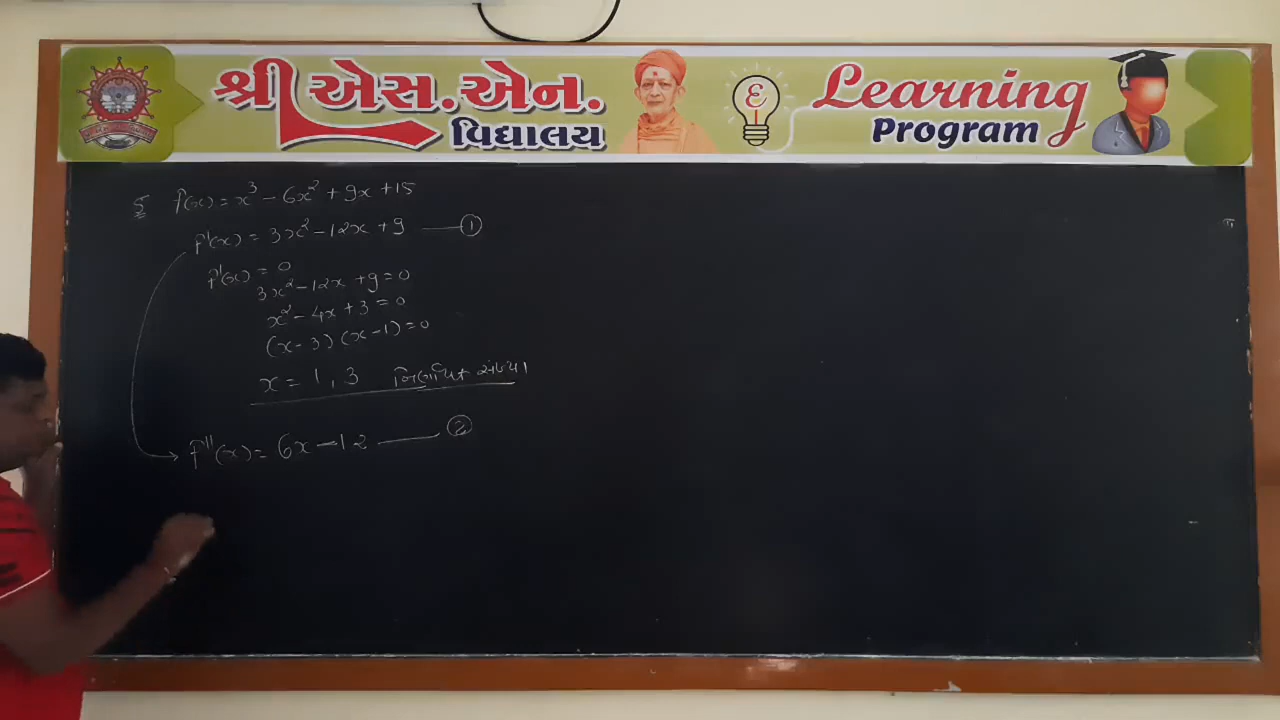 શ્રી એસ.એન.
વિદ્યાલય
ε
Learning
Program
5 f(x) = x³ - 6x² + 9x + 15
f'(x) = 3x² - 12x + 9 —— ①
f'(x) = 0
3x² - 12x + 9 = 0
x² - 4x + 3 = 0
(x - 3) (x - 1) = 0
x = 1, 3 નિર્ણાયક સંખ્યા
f''(x) = 6x - 12 —— ②